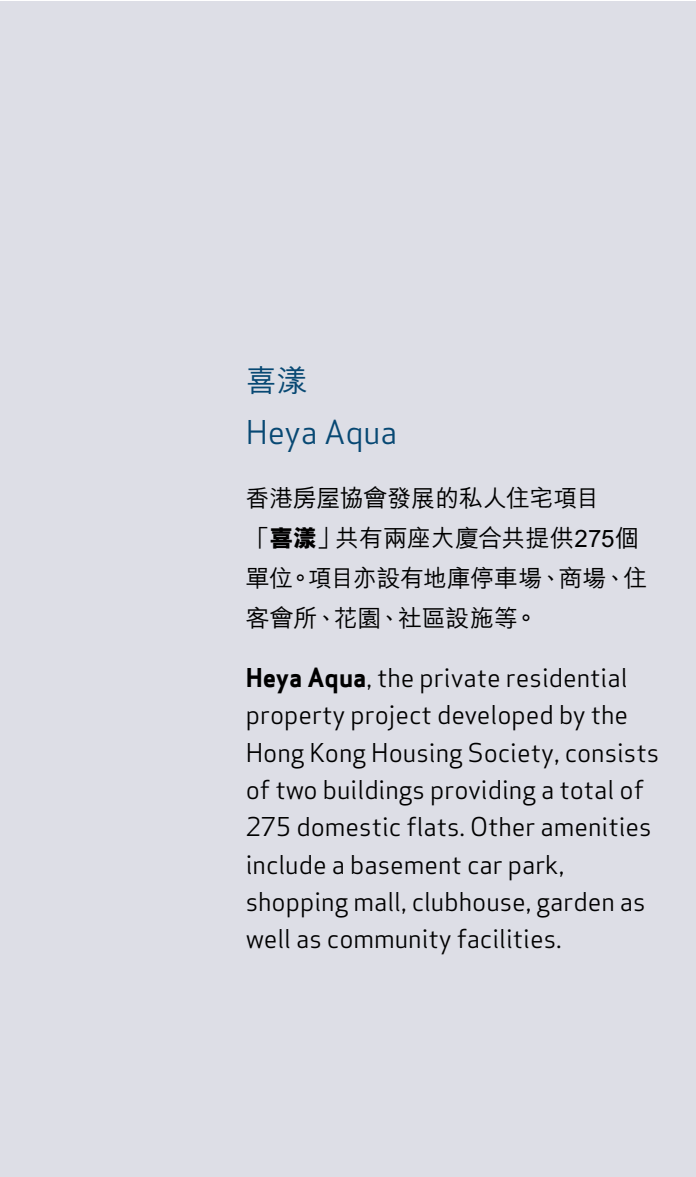 喜漾
Heya Aqua
香港房屋協會發展的私人住宅項目
「喜漾」共有兩座大廈合共提供275個
單位。項目亦設有地庫停車場、商場、住
客會所、花園、社區設施等。
Heya Aqua, the private residential
property project developed by the
Hong Kong Housing Society, consists
of two buildings providing a total of
275 domestic flats. Other amenities
include a basement car park,
shopping mall, clubhouse, garden as
well as community facilities.